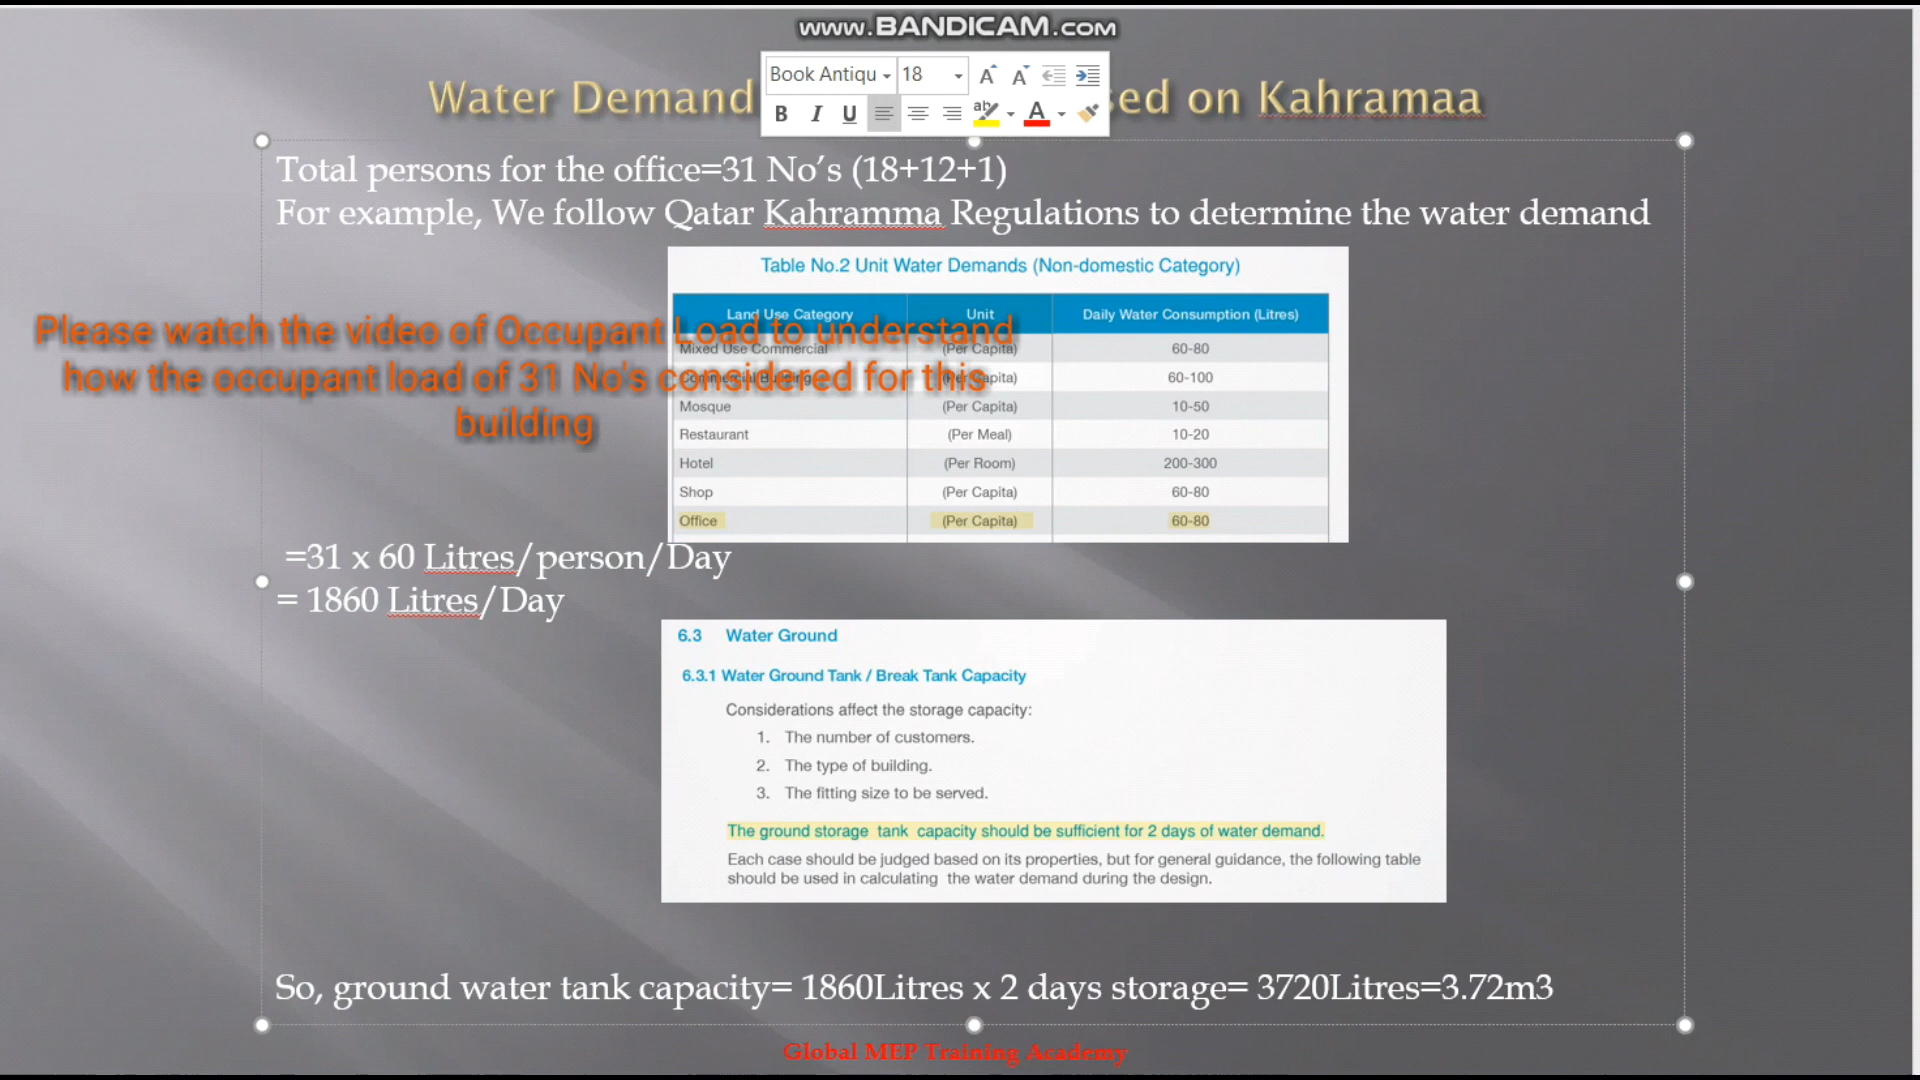 www.BANDICAM.com
Book Antiqu 18
Water Demand sed on Kahramaa
B I U ab A
Total persons for the office=31 No’s (18+12+1)
For example, We follow Qatar Kahramma Regulations to determine the water demand
Table No.2 Unit Water Demands (Non-domestic Category)
Land Use Category Unit Daily Water Consumption (Litres)
Please watch the video of Occupant Load to understand
how the occupant load of 31 No's considered for this
building
Mixed Use Commercial (Per Capita) 60-80
Commercial Buildings (Per Capita) 60-100
Mosque (Per Capita) 10-50
Restaurant (Per Meal) 10-20
Hotel (Per Room) 200-300
Shop (Per Capita) 60-80
Office (Per Capita) 60-80
=31 x 60 Litres/person/Day
= 1860 Litres/Day
6.3 Water Ground
6.3.1 Water Ground Tank / Break Tank Capacity
Considerations affect the storage capacity:
1. The number of customers.
2. The type of building.
3. The fitting size to be served.
The ground storage tank capacity should be sufficient for 2 days of water demand.
Each case should be judged based on its properties, but for general guidance, the following table
should be used in calculating the water demand during the design.
So, ground water tank capacity= 1860Litres x 2 days storage= 3720Litres=3.72m3
Global MEP Training Academy